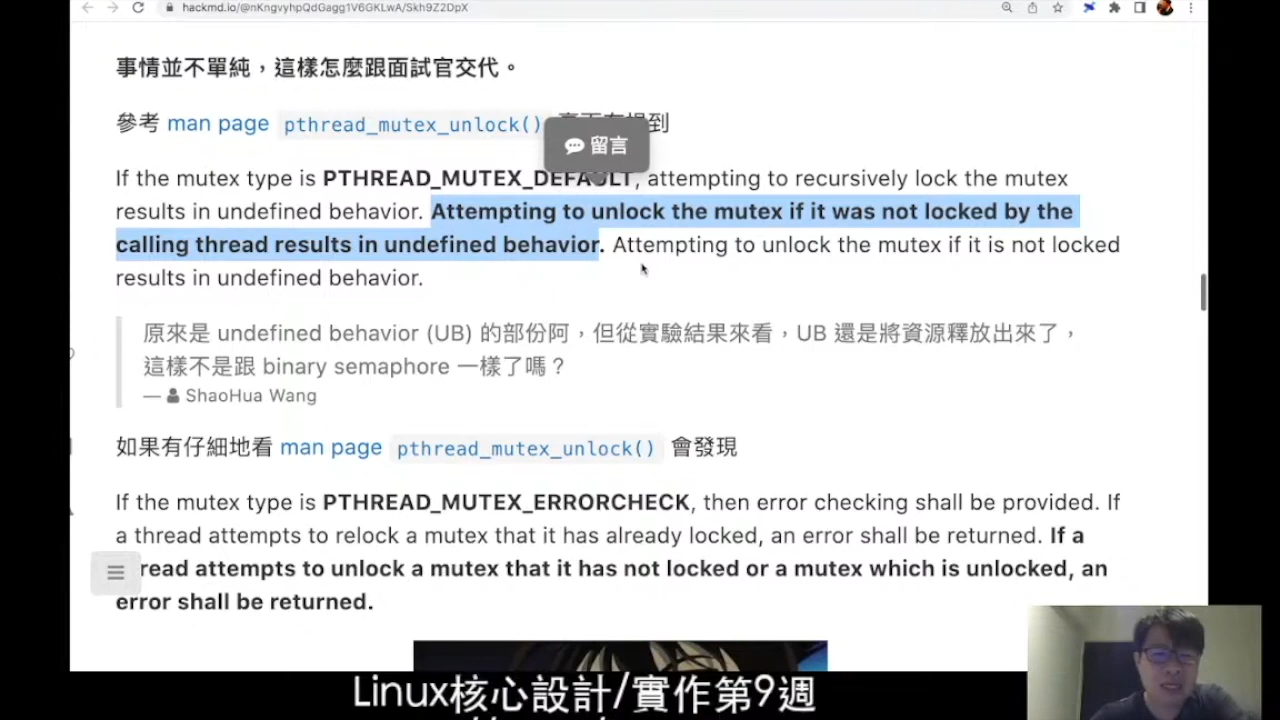 hackmd.io/@nKngvyhpQdGagg1V6GKLwA/Skh9Z2DpX
事情並不單純，這樣怎麼跟面試官交代。
參考 man page pthread_mutex_unlock() 到
留言
If the mutex type is PTHREAD_MUTEX_DEFAULT, attempting to recursively lock the mutex
results in undefined behavior. Attempting to unlock the mutex if it was not locked by the
calling thread results in undefined behavior. Attempting to unlock the mutex if it is not locked
results in undefined behavior.
原來是 undefined behavior (UB) 的部份阿，但從實驗結果來看，UB 還是將資源釋放出來了，
這樣不是跟 binary semaphore 一樣了嗎？
— ShaoHua Wang
如果有仔細地看 man page pthread_mutex_unlock() 會發現
If the mutex type is PTHREAD_MUTEX_ERRORCHECK, then error checking shall be provided. If
a thread attempts to relock a mutex that it has already locked, an error shall be returned. If a
read attempts to unlock a mutex that it has not locked or a mutex which is unlocked, an
error shall be returned.
Linux核心設計/實作第9週